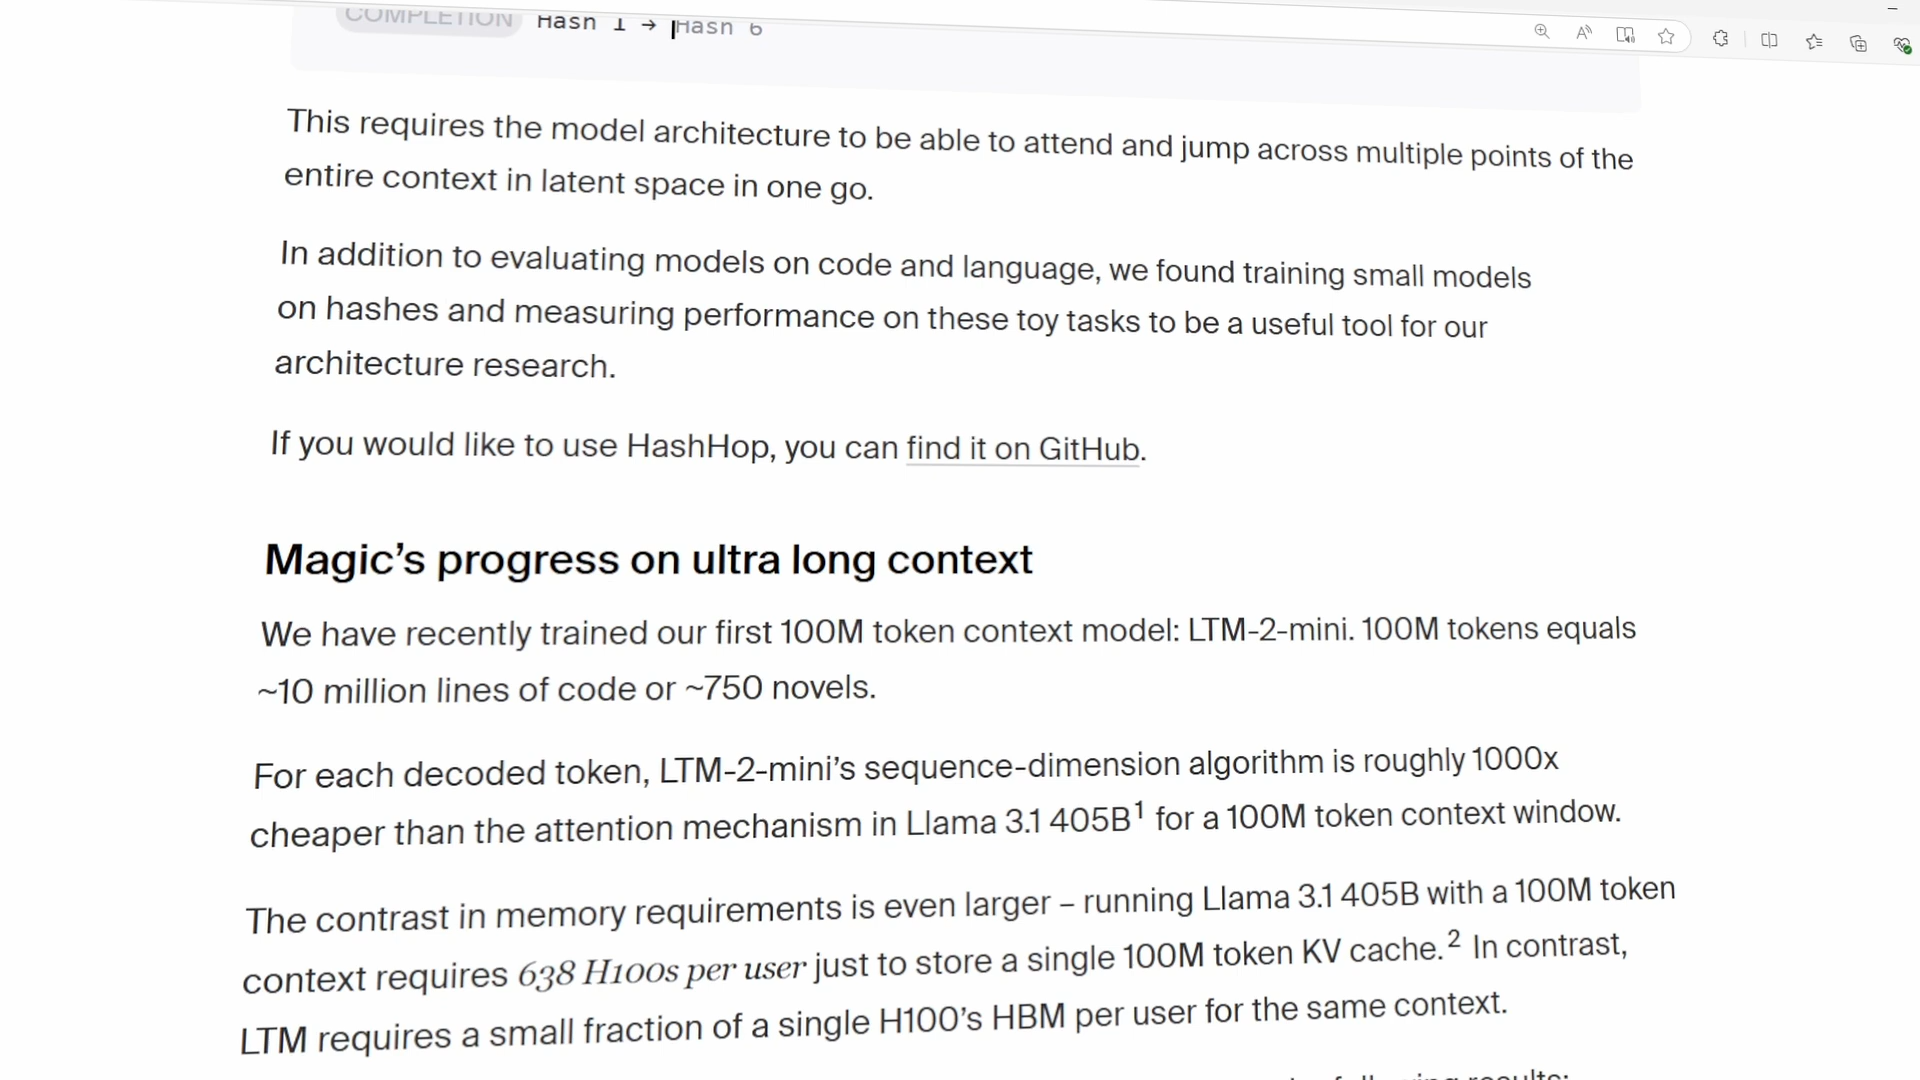 COMPLETION Hash 1 → Hash 6
This requires the model architecture to be able to attend and jump across multiple points of the
entire context in latent space in one go.
In addition to evaluating models on code and language, we found training small models
on hashes and measuring performance on these toy tasks to be a useful tool for our
architecture research.
If you would like to use HashHop, you can find it on GitHub.
Magic’s progress on ultra long context
We have recently trained our first 100M token context model: LTM-2-mini. 100M tokens equals
~10 million lines of code or ~750 novels.
For each decoded token, LTM-2-mini’s sequence-dimension algorithm is roughly 1000x
cheaper than the attention mechanism in Llama 3.1 405B¹ for a 100M token context window.
The contrast in memory requirements is even larger – running Llama 3.1 405B with a 100M token
context requires 638 H100s per user just to store a single 100M token KV cache.² In contrast,
LTM requires a small fraction of a single H100’s HBM per user for the same context.
following results: